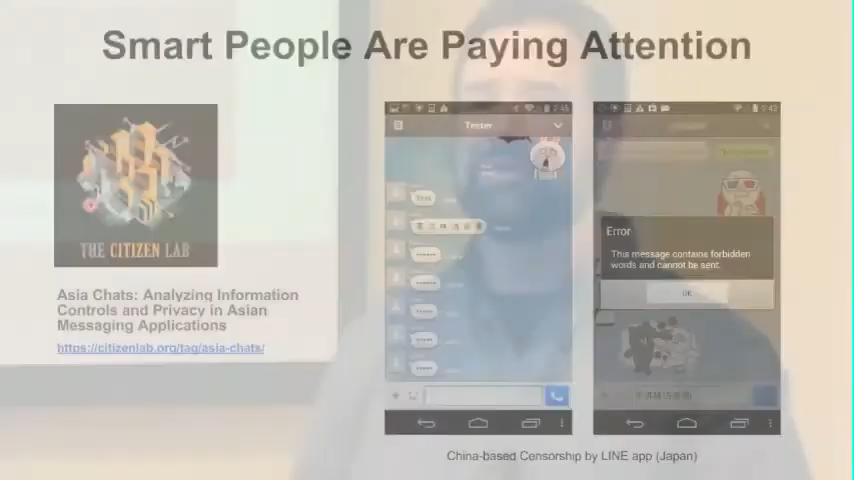 Smart People Are Paying Attention
THE CITIZEN LAB
Asia Chats: Analyzing Information
Controls and Privacy in Asian
Messaging Applications
https://citizenlab.org/tag/asia-chats/
Tester
Error
This message contains forbidden
words and cannot be sent.
OK
China-based Censorship by LINE app (Japan)